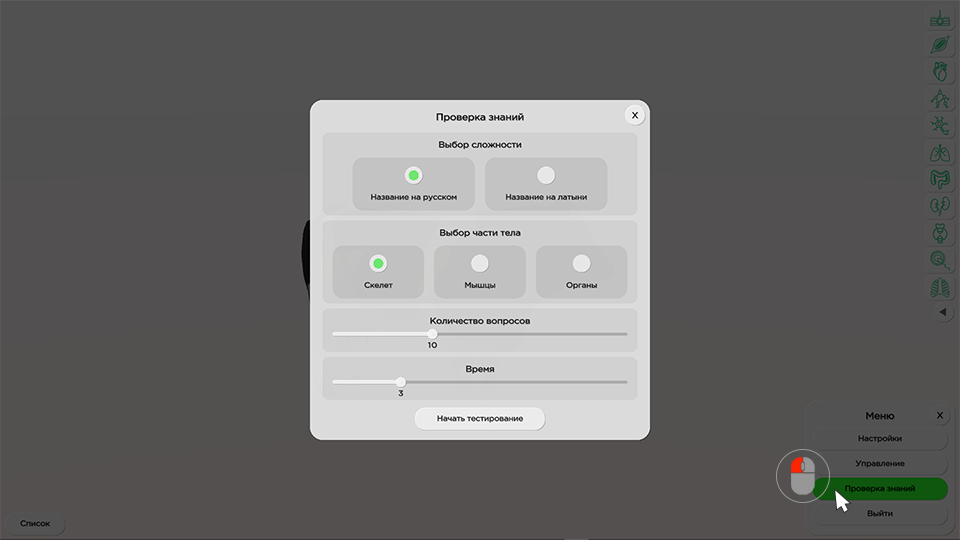 Проверка знаний
X
Выбор сложности
Название на русском
Название на латыни
Выбор части тела
Скелет
Мышцы
Органы
Количество вопросов
10
Время
3
Начать тестирование
Меню
X
Настройки
Управление
Проверка знаний
Выйти
Список